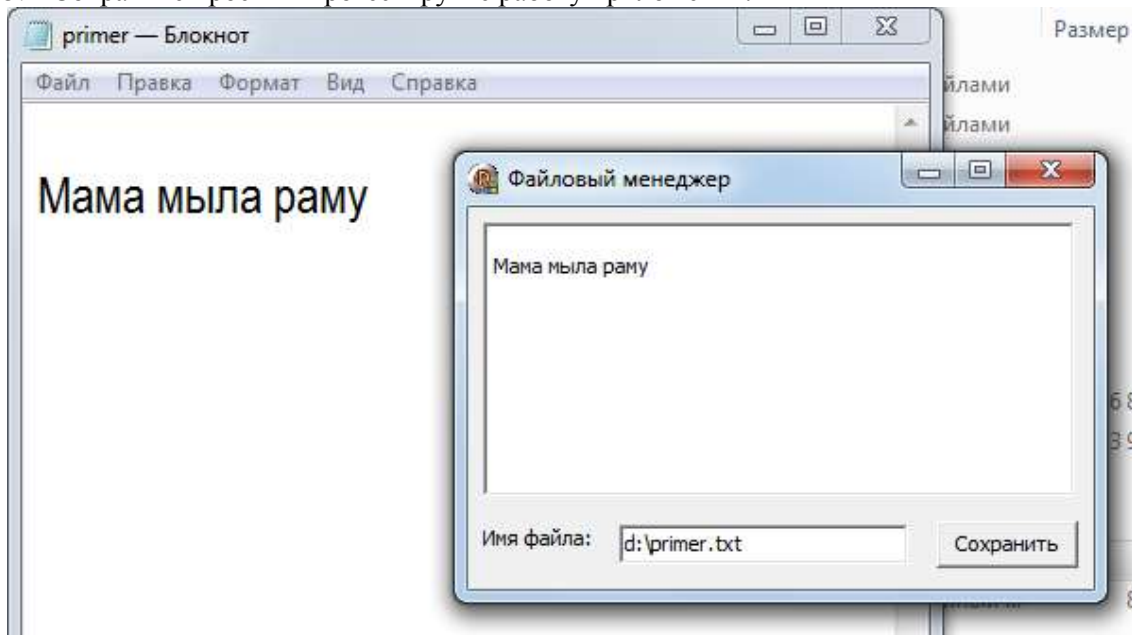 primer — Блокнот
Размер
Файл Правка Формат Вид Справка
йлами
йлами
Мама мыла раму
Файловый менеджер
Мама мыла раму
Имя файла:
d:\primer.txt
Сохранить